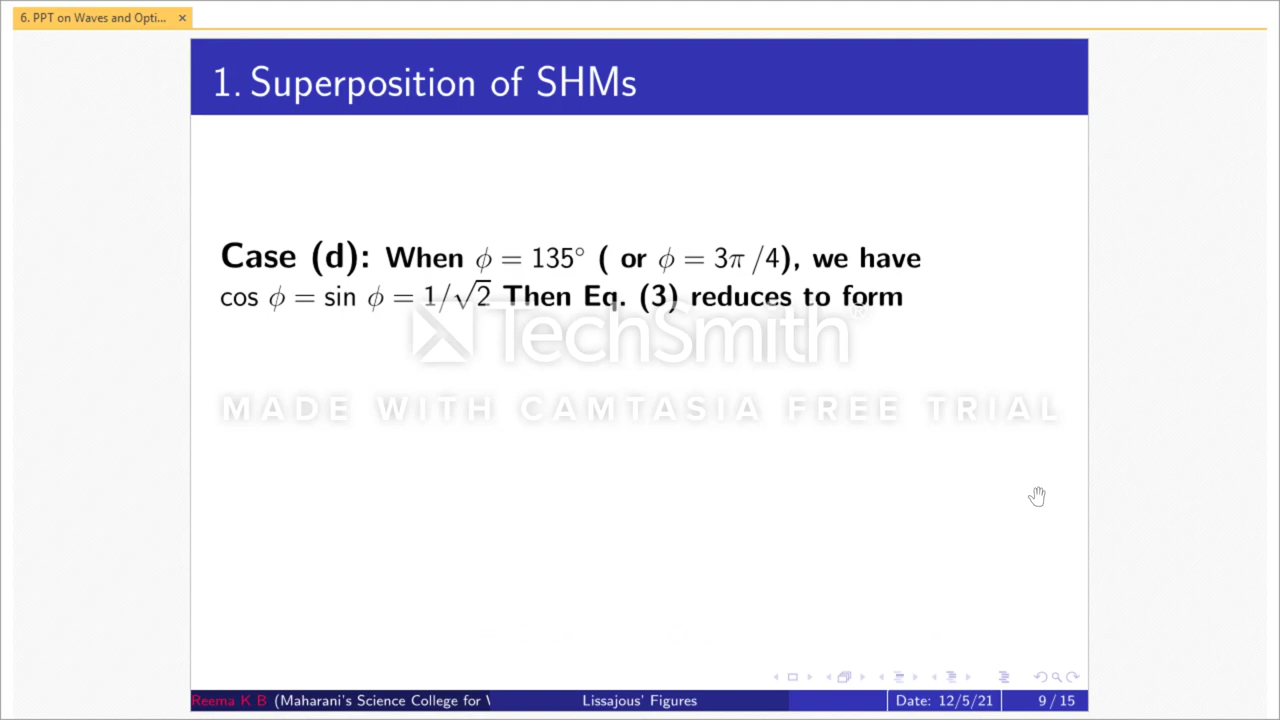 6. PPT on Waves and Opti... ×
1. Superposition of SHMs
Case (d): When ϕ = 135° ( or ϕ = 3π /4), we have
cos ϕ = sin ϕ = 1/√2 Then Eq. (3) reduces to form
TechSmith®
MADE WITH CAMTASIA FREE TRIAL
Reema K B (Maharani's Science College for \ Lissajous' Figures Date: 12/5/21 9 / 15